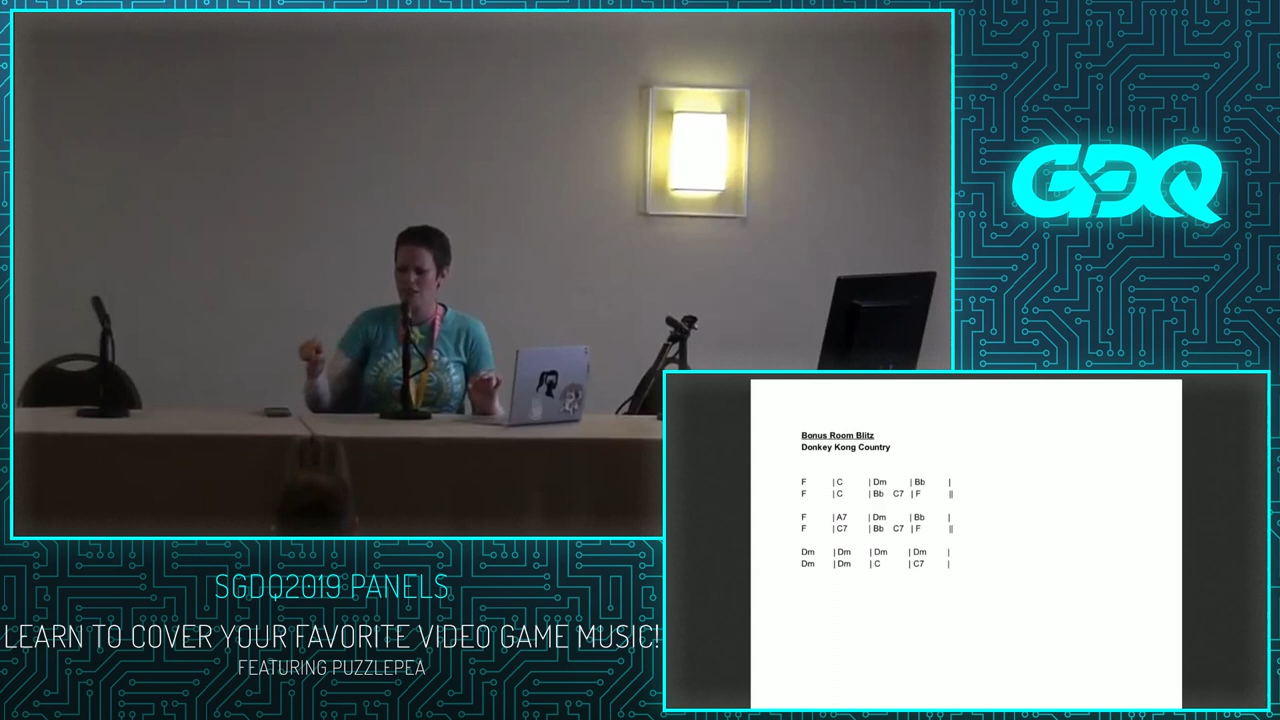 GDQ
Bonus Room Blitz
Donkey Kong Country
F | C | Dm | Bb |
F | C | Bb C7 | F ||
F | A7 | Dm | Bb |
F | C7 | Bb C7 | F ||
Dm | Dm | Dm | Dm |
Dm | Dm | C | C7 |
SGDQ2019 PANELS
LEARN TO COVER YOUR FAVORITE VIDEO GAME MUSIC!
FEATURING PUZZLEPEA